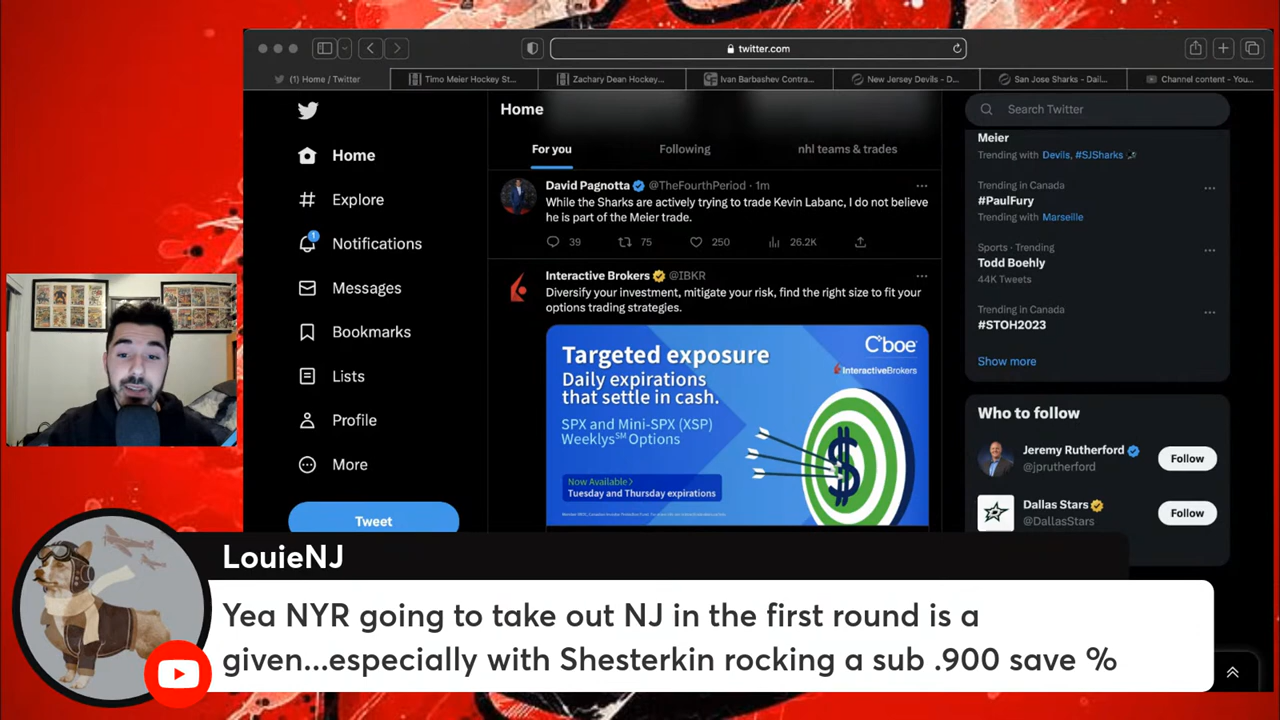 twitter.com
(1) Home / Twitter
Timo Meier Hockey St...
Zachary Dean Hockey...
Ivan Barbashev Contra...
New Jersey Devils - D...
San Jose Sharks - Dail...
Channel content - You...
Home
Explore
1
Notifications
Messages
Bookmarks
Lists
Profile
More
Tweet
Home
For you
Following
nhl teams & trades
David Pagnotta @TheFourthPeriod · 1m
While the Sharks are actively trying to trade Kevin Labanc, I do not believe
he is part of the Meier trade.
39
75
250
26.2K
Interactive Brokers @IBKR
Diversify your investment, mitigate your risk, find the right size to fit your
options trading strategies.
Targeted exposure
Daily expirations
that settle in cash.
SPX and Mini-SPX (XSP)
Weeklys℠ Options
Now Available >
Tuesday and Thursday expirations
Cboe
InteractiveBrokers
$
Search Twitter
Meier
Trending with Devils, #SJSharks
Trending in Canada
#PaulFury
Trending with Marseille
Sports · Trending
Todd Boehly
44K Tweets
Trending in Canada
#STOH2023
Show more
Who to follow
Jeremy Rutherford
@jprutherford
Follow
Dallas Stars
@DallasStars
Follow
LouieNJ
Yea NYR going to take out NJ in the first round is a
given...especially with Shesterkin rocking a sub .900 save %